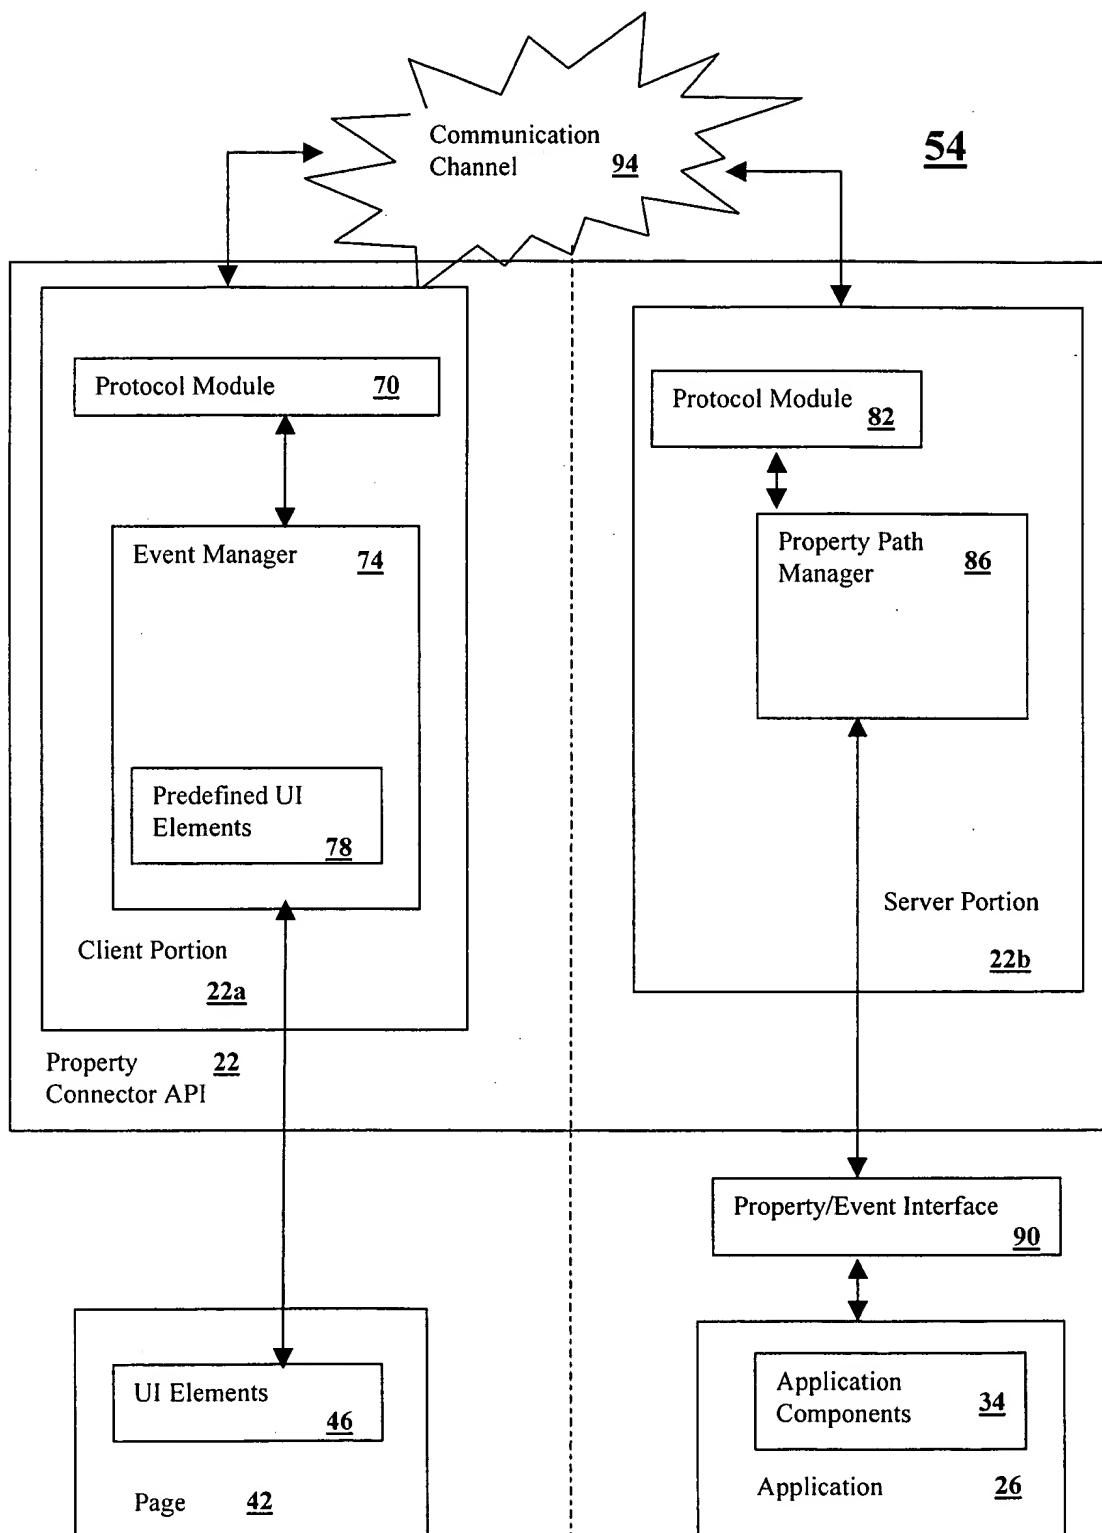 Communication
Channel 94
54
Protocol Module 70
Event Manager 74
Predefined UI
Elements
78
Client Portion
22a
Property 22
Connector API
Protocol Module
82
Property Path
Manager 86
Server Portion
22b
Property/Event Interface
90
UI Elements
46
Page 42
Application
Components 34
Application 26